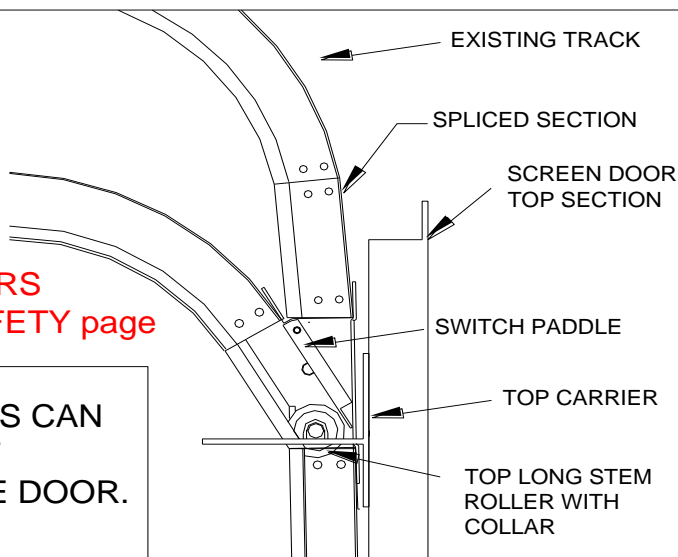 EXISTING TRACK
SPLICED SECTION
SCREEN DOOR
TOP SECTION
RS
FETY page
SWITCH PADDLE
S CAN
TOP CARRIER
E DOOR.
TOP LONG STEM
ROLLER WITH
COLLAR